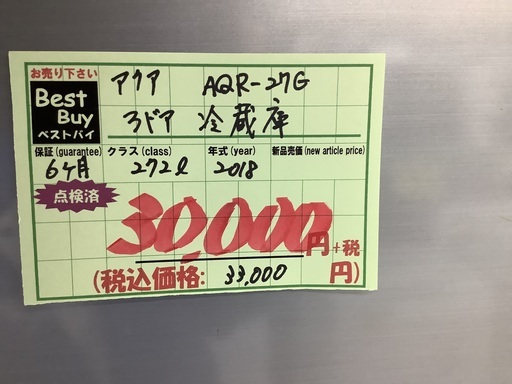 お売り下さい
Best Buy
ベストバイ
アクア AQR-27G
3ドア 冷蔵庫
保証(guarantee) クラス(class) 年式(year) 新品売価(new article price)
6ヶ月 272ℓ 2018
点検済
30,000円+税
(税込価格: 33,000 円)